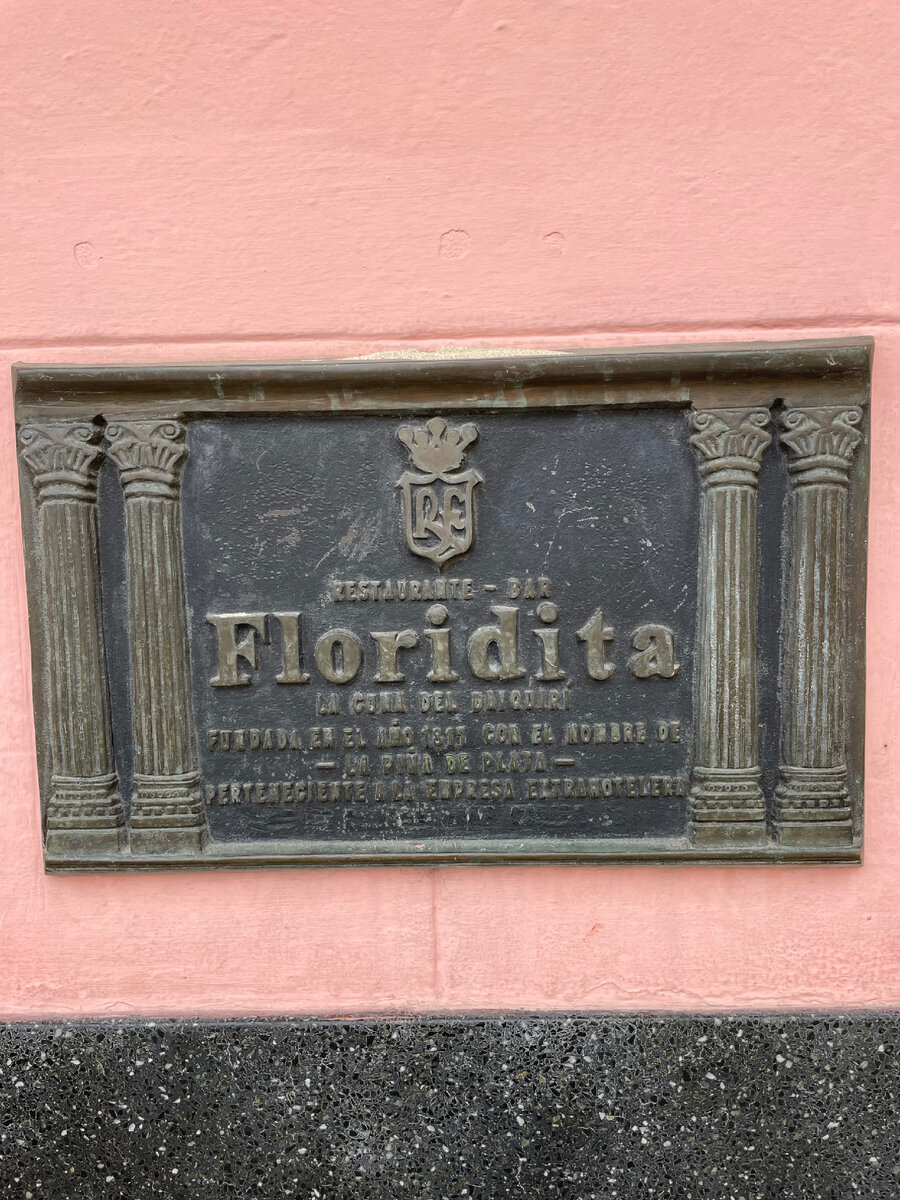 RF
RESTAURANTE - BAR
Floridita
LA CUNA DEL DAIQUIRI
FUNDADA EN EL AÑO 1817 CON EL NOMBRE DE
- LA PIÑA DE PLATA -
PERTENECIENTE A LA EMPRESA EXTRAHOTELERA